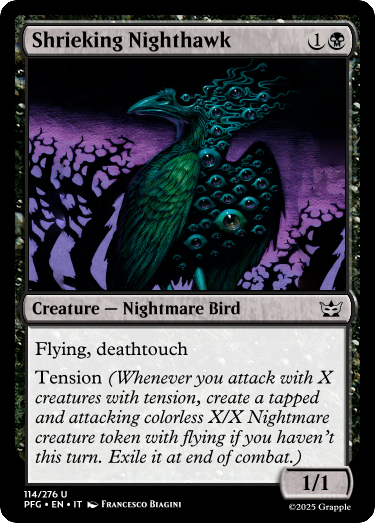 Shrieking Nighthawk 1
Creature — Nightmare Bird
Flying, deathtouch
Tension (Whenever you attack with X
creatures with tension, create a tapped
and attacking colorless X/X Nightmare
creature token with flying if you haven't
this turn. Exile it at end of combat.)
1/1
114/276 U
PFG • EN • IT Francesco Biagini
©2025 Grapple